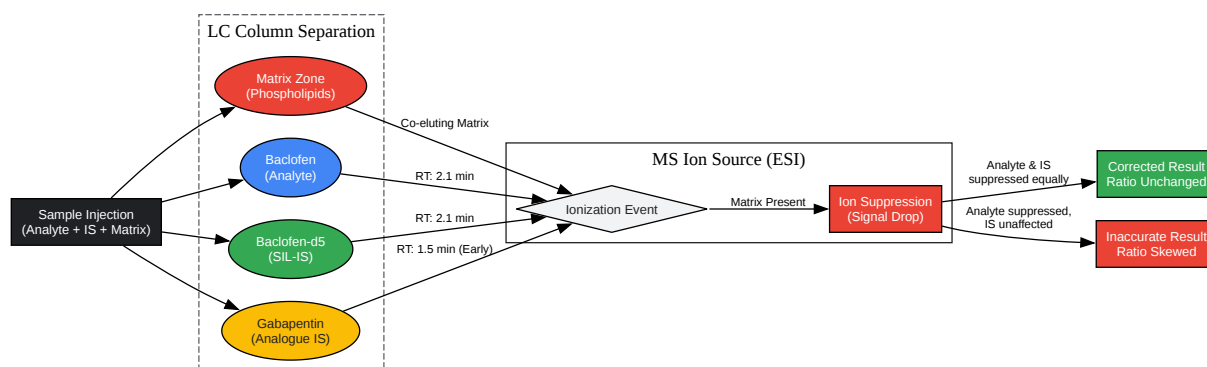 LC Column Separation
Matrix Zone
(Phospholipids)
Co-eluting Matrix
Baclofen
(Analyte)
RT: 2.1 min
MS Ion Source (ESI)
Sample Injection
(Analyte + IS + Matrix)
Baclofen-d5
(SIL-IS)
RT: 2.1 min
Ionization Event
Matrix Present
Ion Suppression
(Signal Drop)
Analyte & IS
suppressed equally
Corrected Result
Ratio Unchanged
Analyte suppressed,
IS unaffected
Inaccurate Result
Ratio Skewed
RT: 1.5 min (Early)
Gabapentin
(Analogue IS)